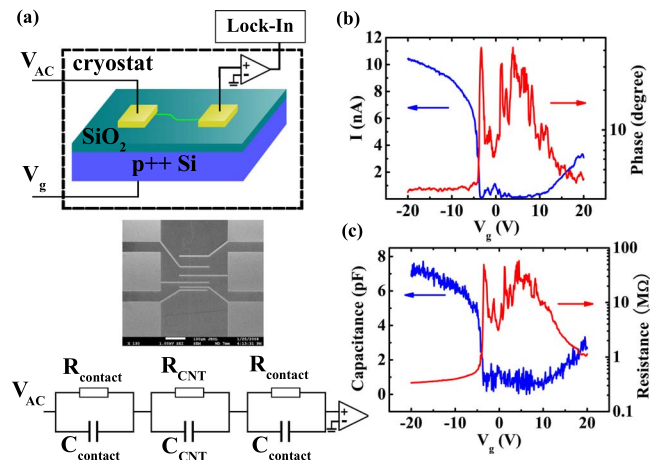 (a)
Lock-In
V_AC
cryostat
+
-
SiO_2
p++ Si
V_g
R_contact
R_CNT
R_contact
V_AC
+
-
C_contact
C_CNT
C_contact
(b)
12
10
8
6
4
2
I (nA)
10
Phase (degree)
-20
-10
0
10
20
V_g (V)
(c)
8
6
4
2
0
Capacitance (pF)
100
10
1
0.1
Resistance (MΩ)
-20
-10
0
10
20
V_g (V)